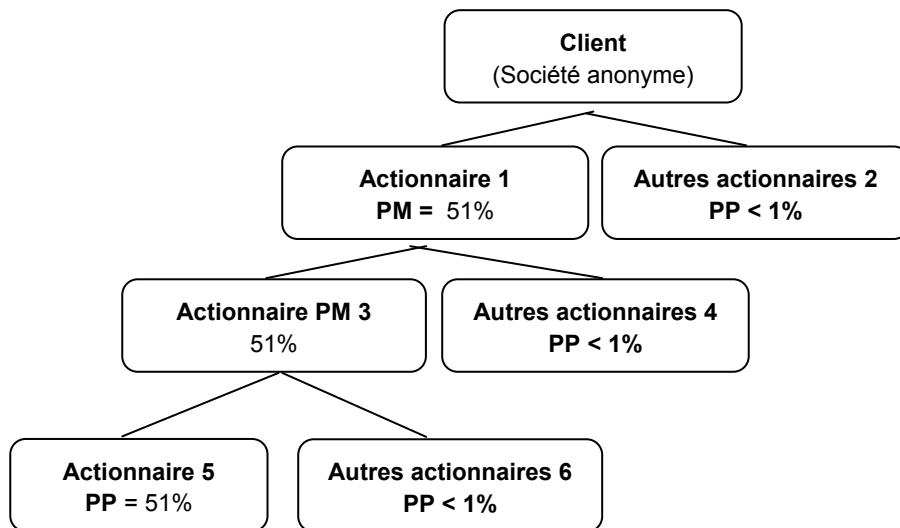 Client
(Société anonyme)
Actionnaire 1
PM = 51%
Autres actionnaires 2
PP < 1%
Actionnaire PM 3
51%
Autres actionnaires 4
PP < 1%
Actionnaire 5
PP = 51%
Autres actionnaires 6
PP < 1%